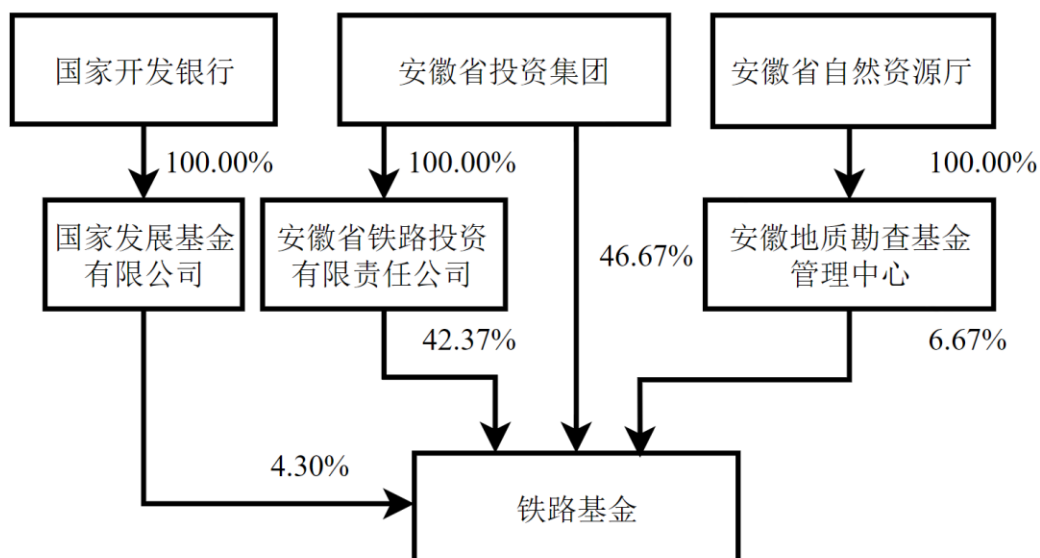 国家开发银行
安徽省投资集团
安徽省自然资源厅
100.00%
100.00%
100.00%
国家发展基金
有限公司
安徽省铁路投资
有限责任公司
46.67%
安徽地质勘查基金
管理中心
42.37%
6.67%
4.30%
铁路基金